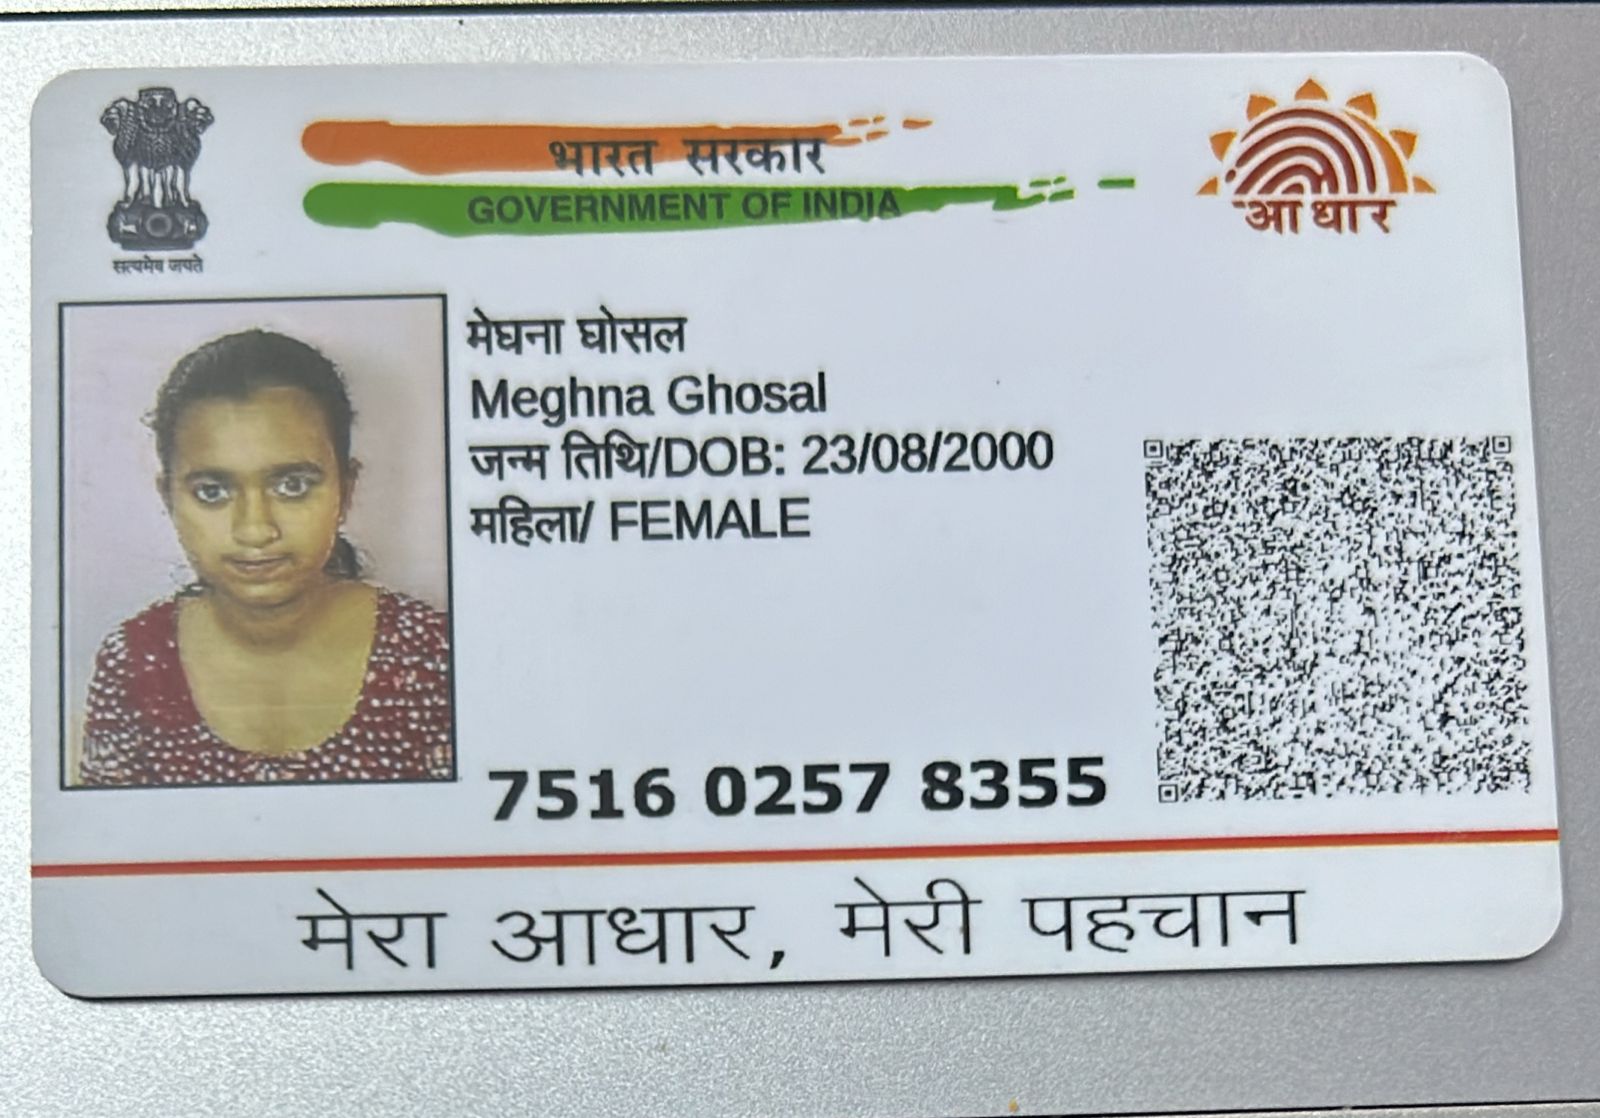 भारत सरकार
GOVERNMENT OF INDIA
आधार
सत्यमेव जयते
मेघना घोसल
Meghna Ghosal
जन्म तिथि/DOB: 23/08/2000
महिला/ FEMALE
7516 0257 8355
मेरा आधार, मेरी पहचान